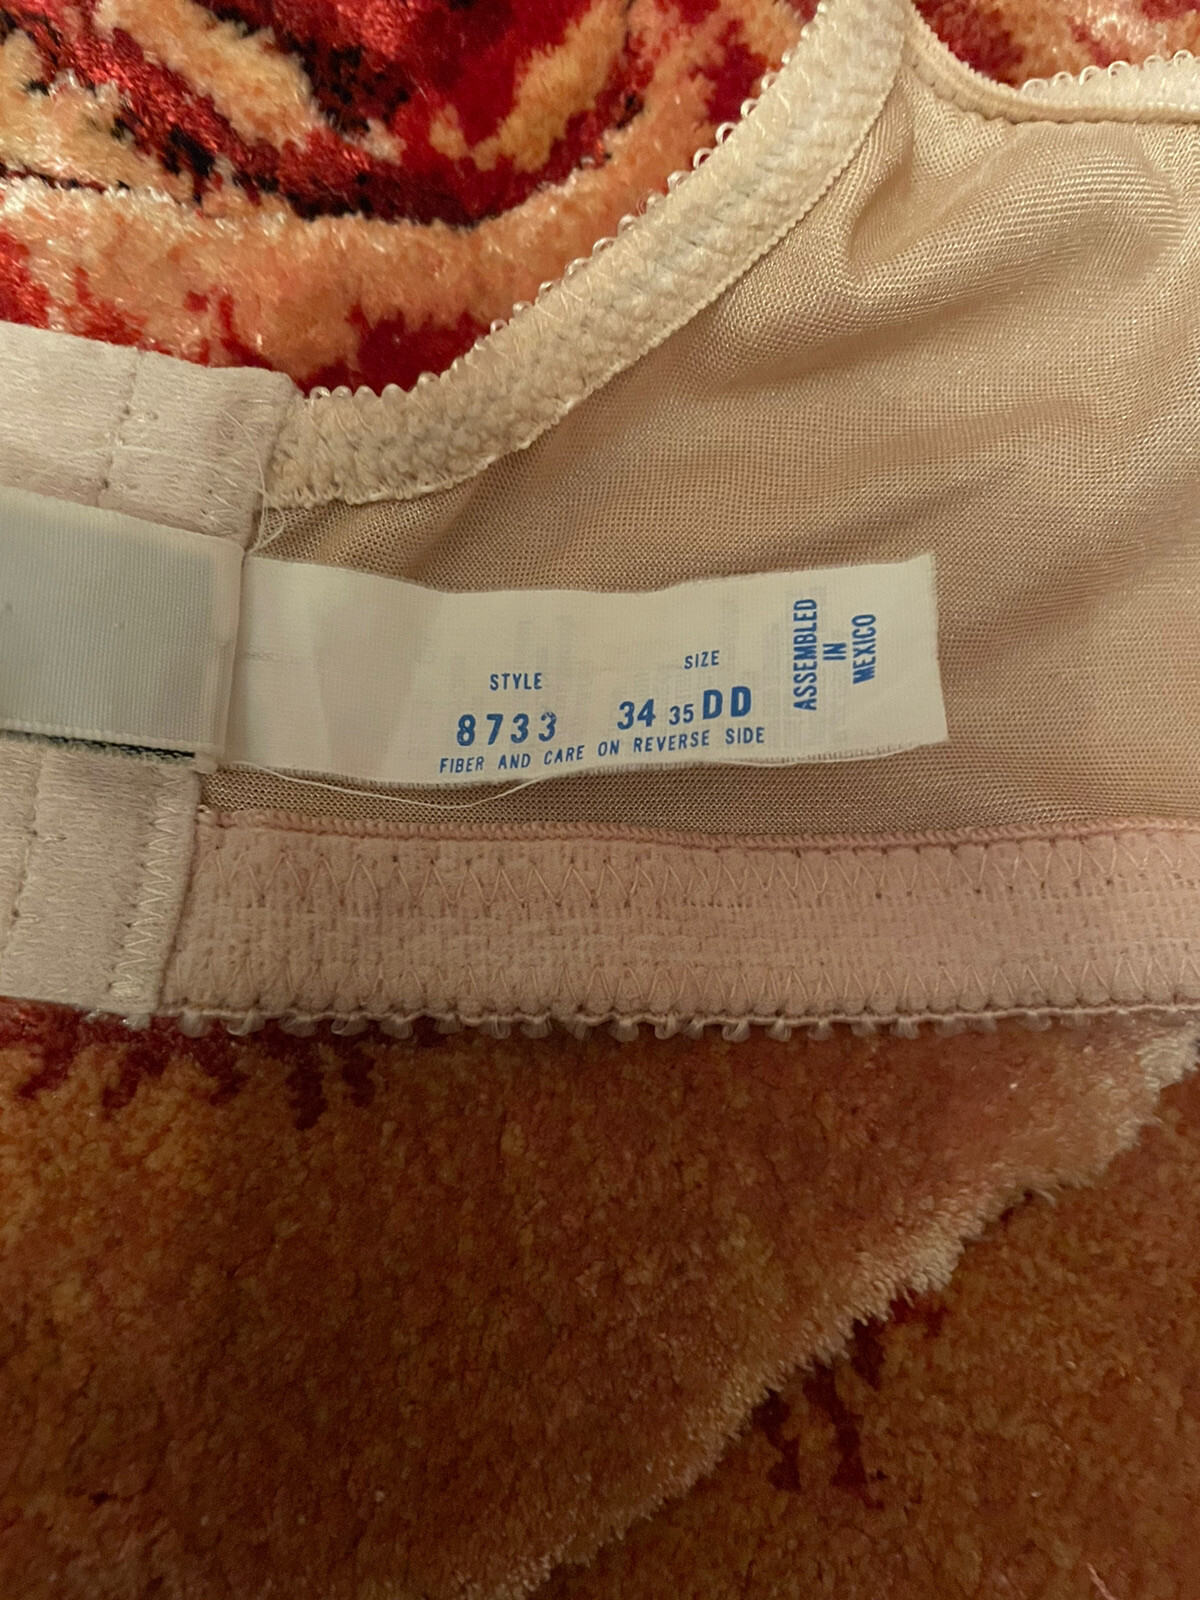 STYLE SIZE
8733 34 35 DD
FIBER AND CARE ON REVERSE SIDE
ASSEMBLED
IN
MEXICO